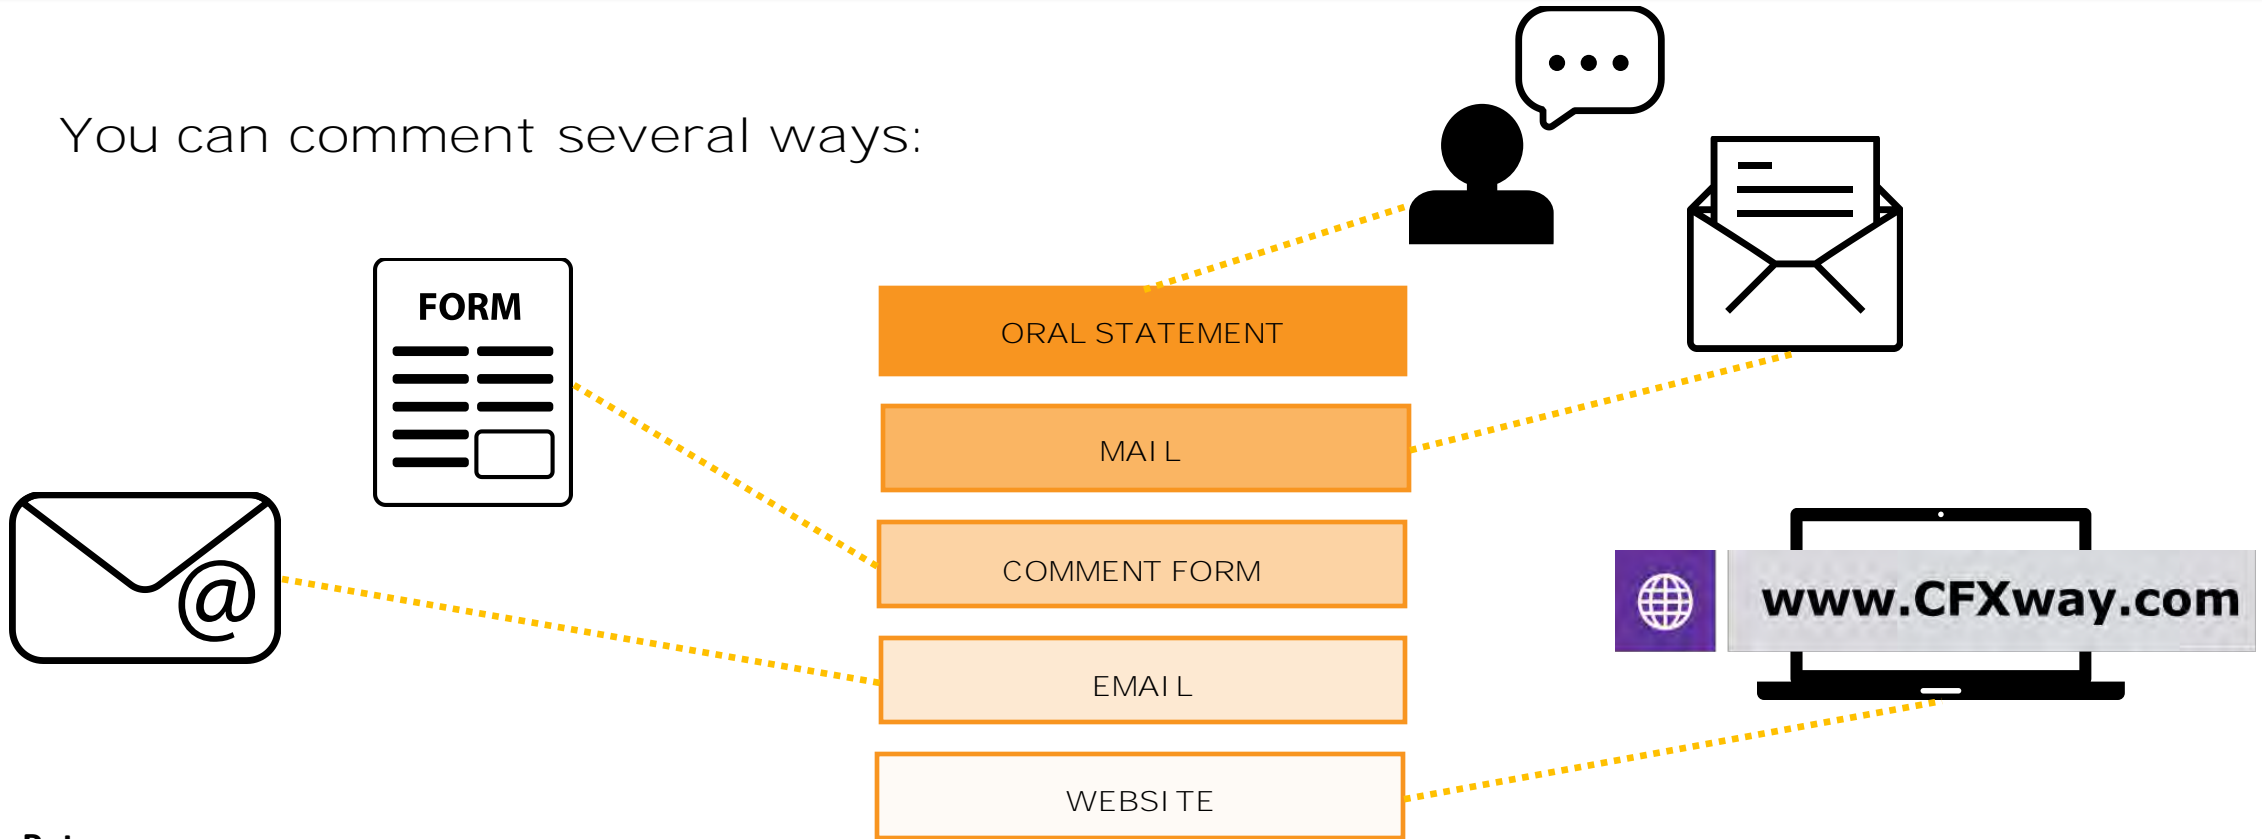 You can comment several ways:
FORM
ORAL STATEMENT
MAIL
COMMENT FORM
@
EMAIL
www.CFXway.com
WEBSITE